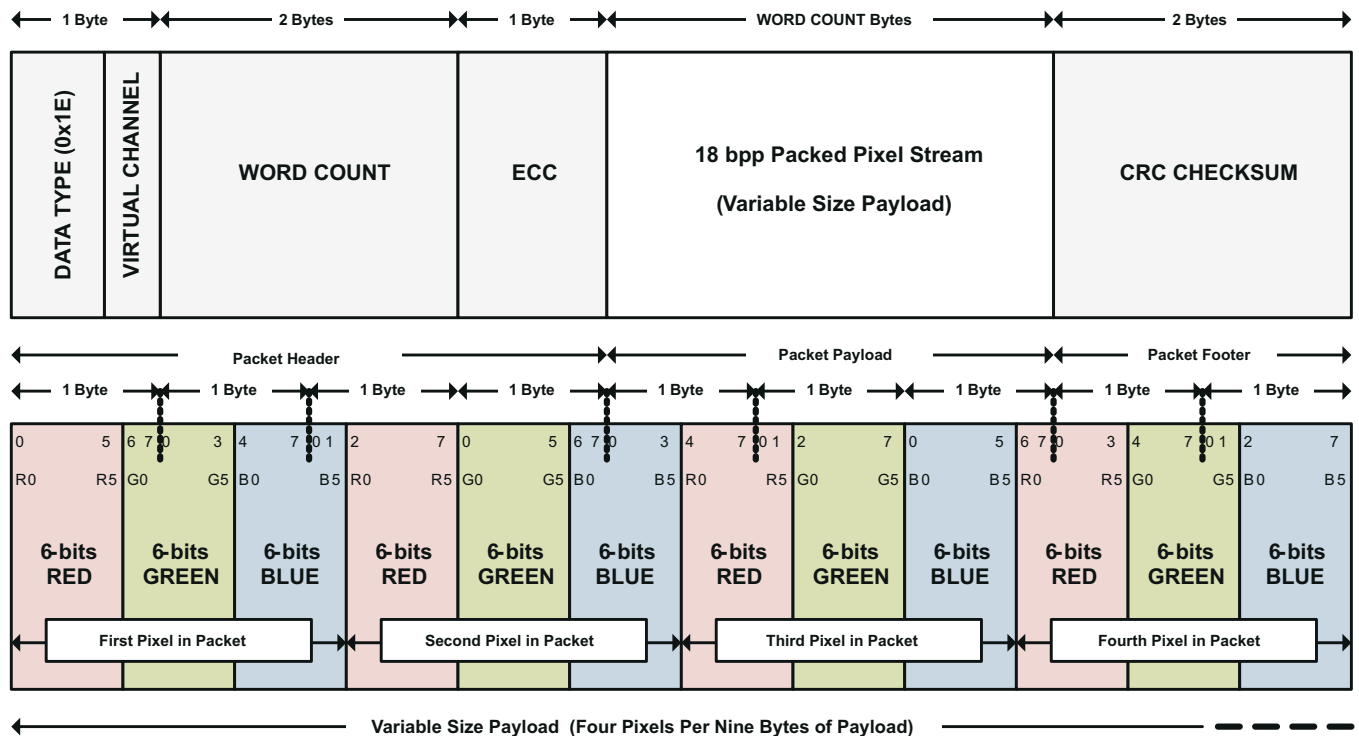 1 Byte 2 Bytes 1 Byte WORD COUNT Bytes 2 Bytes
DATA TYPE (0x1E)
VIRTUAL CHANNEL
WORD COUNT
ECC
18 bpp Packed Pixel Stream
(Variable Size Payload)
CRC CHECKSUM
Packet Header Packet Payload Packet Footer
1 Byte 1 Byte 1 Byte 1 Byte 1 Byte 1 Byte 1 Byte 1 Byte 1 Byte
0 5 6 7 0 3 4 7 0 1 2 7 0 5 6 7 0 3 4 7 0 1 2 7 0 5 6 7 0 3 4 7 0 1 2 7
R0 R5 G0 G5 B0 B5 R0 R5 G0 G5 B0 B5 R0 R5 G0 G5 B0 B5 R0 R5 G0 G5 B0 B5
6-bits 6-bits 6-bits 6-bits 6-bits 6-bits 6-bits 6-bits 6-bits 6-bits 6-bits 6-bits
RED GREEN BLUE RED GREEN BLUE RED GREEN BLUE RED GREEN BLUE
First Pixel in Packet Second Pixel in Packet Third Pixel in Packet Fourth Pixel in Packet
Variable Size Payload (Four Pixels Per Nine Bytes of Payload)